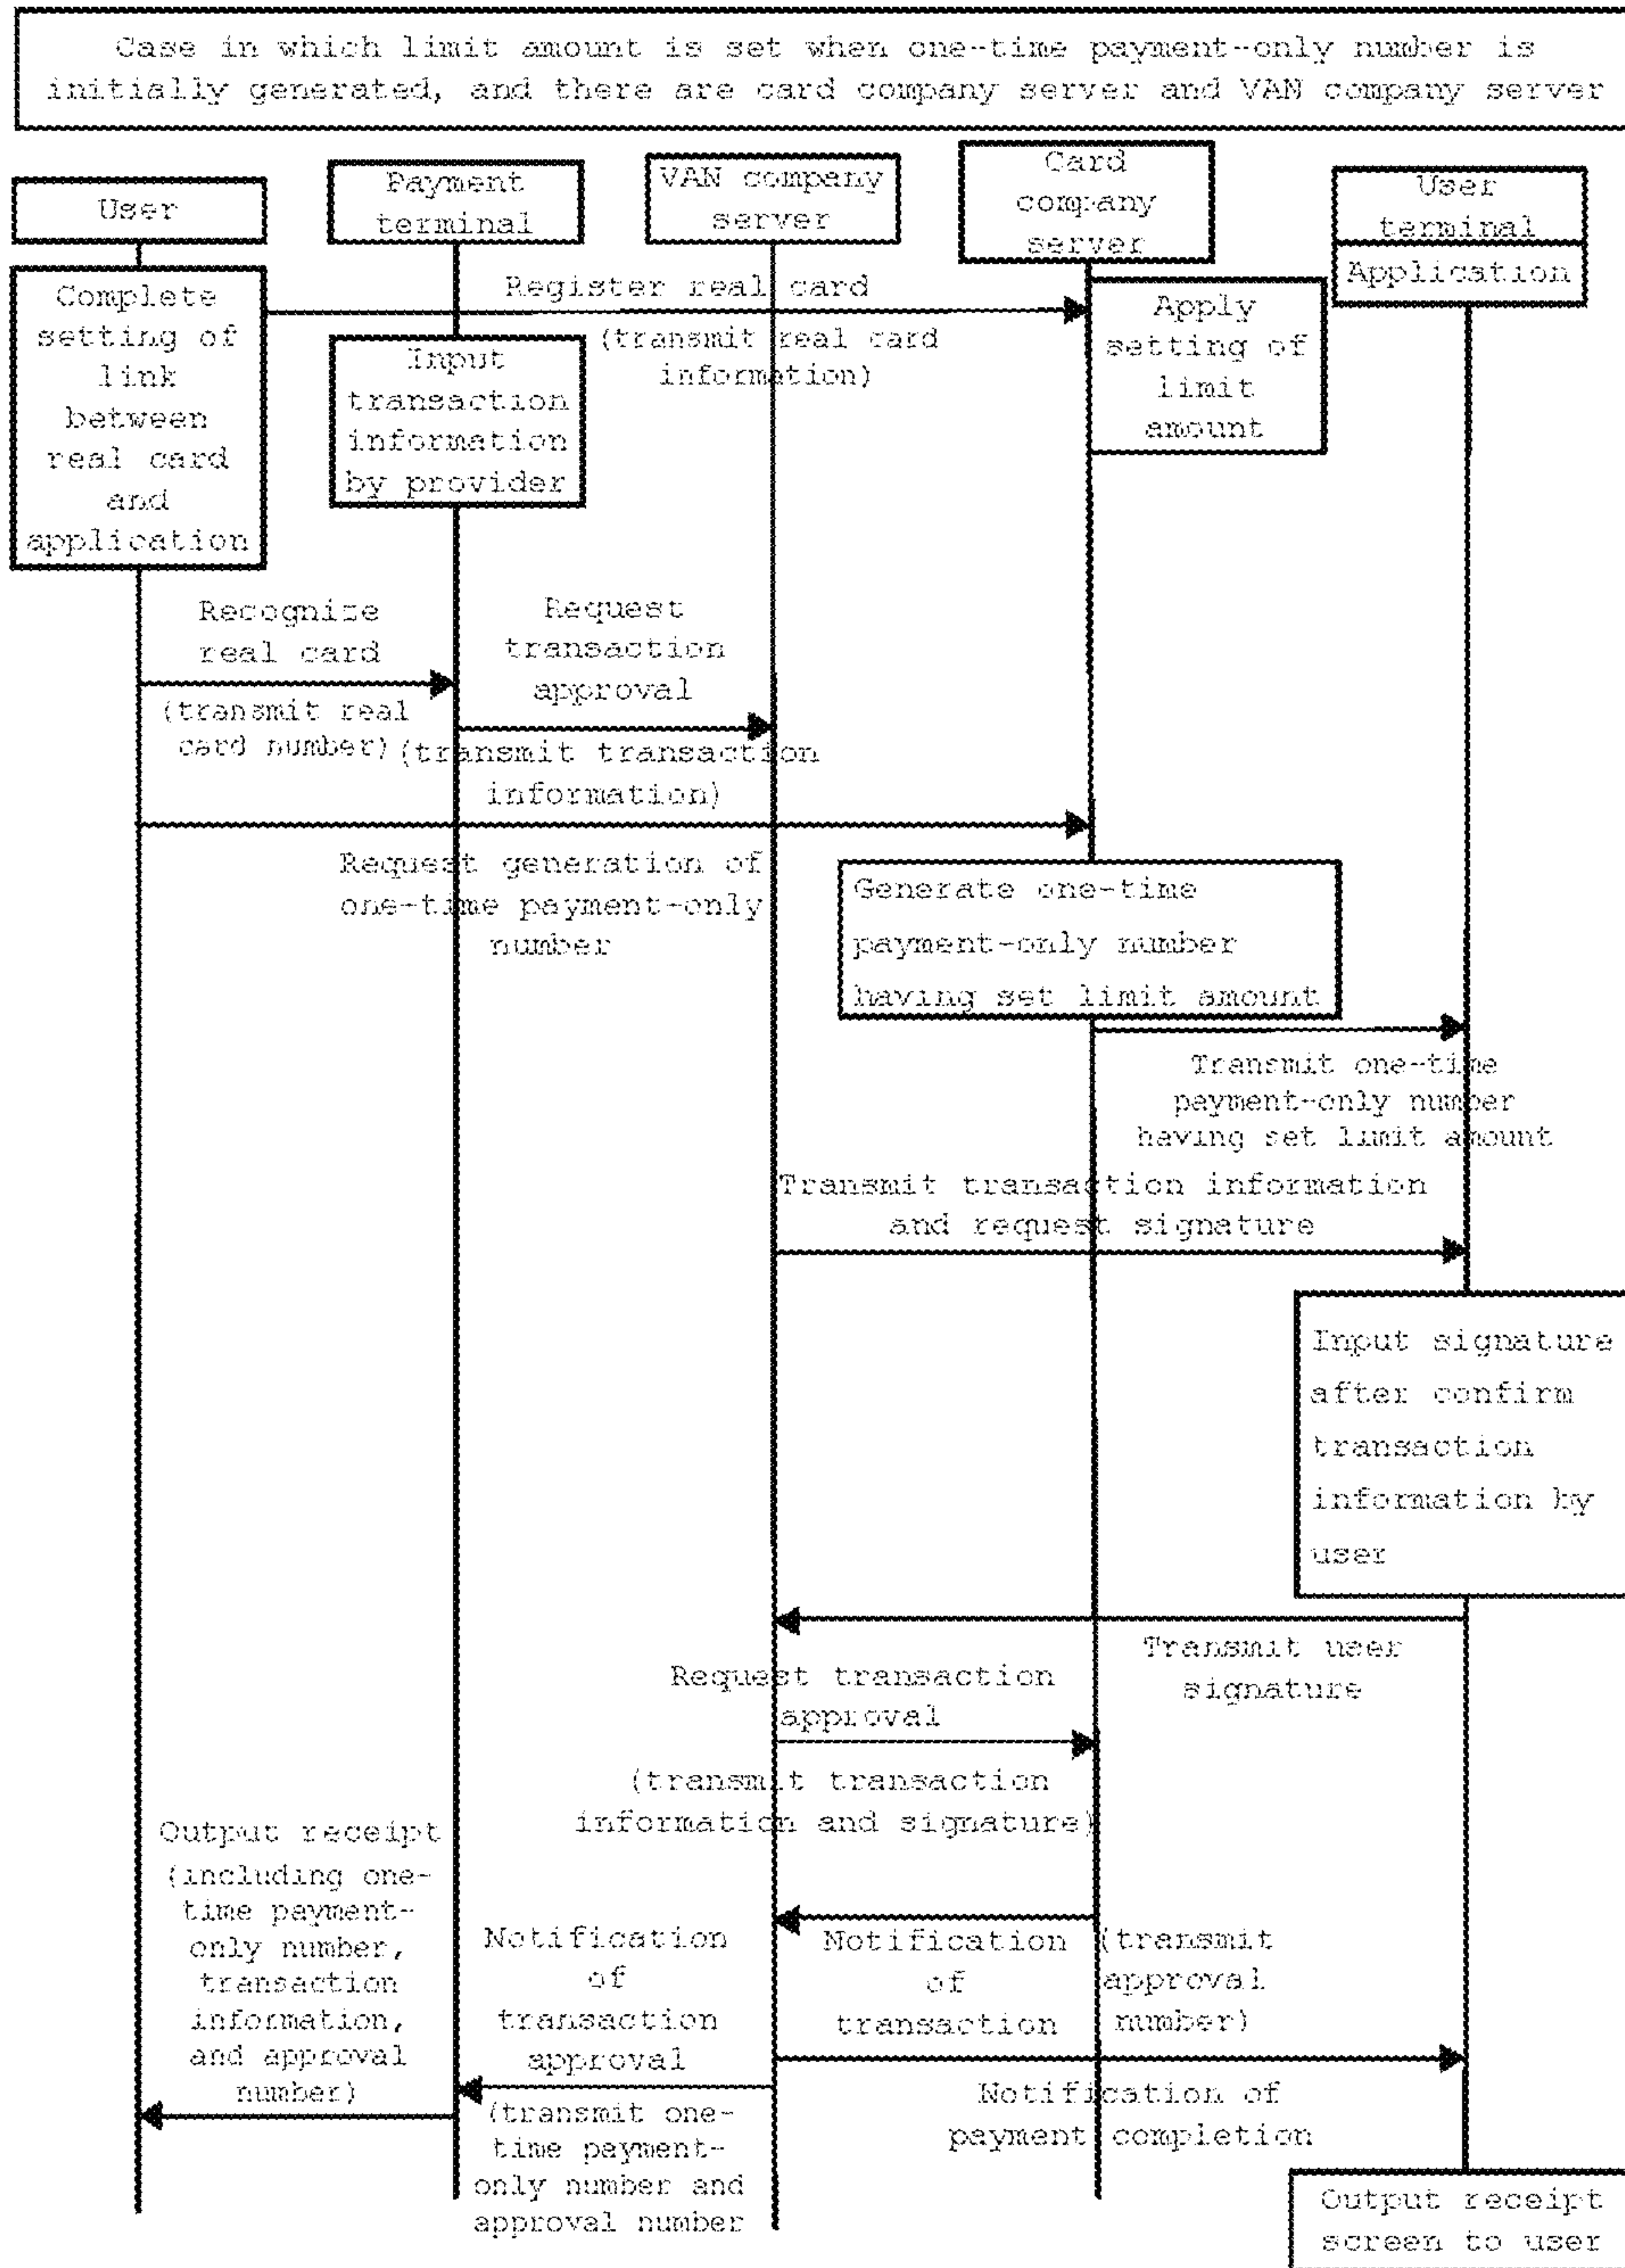 Case in which limit amount is set when one-time payment-only number is
initially generated, and there are card company server and VAN company server
User
Payment
terminal
VAN company
server
Card
company
server
User
terminal
Application
Complete
setting of
link
between
real card
and
application
Register real card
(transmit real card
information)
Apply
setting of
limit
amount
Input
transaction
information
by provider
Recognize
real card
(transmit real
card number)
Request
transaction
approval
(transmit transaction
information)
Request generation of
one-time payment-only
number
Generate one-time
payment-only number
having set limit amount
Transmit one-time
payment-only number
having set limit amount
Transmit transaction information
and request signature
Input signature
after confirm
transaction
information by
user
Transmit user
signature
Request transaction
approval
(transmit transaction
information and signature)
Output receipt
(including one-
time payment-
only number,
transaction
information,
and approval
number)
Notification
of
transaction
approval
(transmit one-
time payment-
only number and
approval number
Notification
of
transaction
(transmit
approval
number)
Notification of
payment completion
Output receipt
screen to user